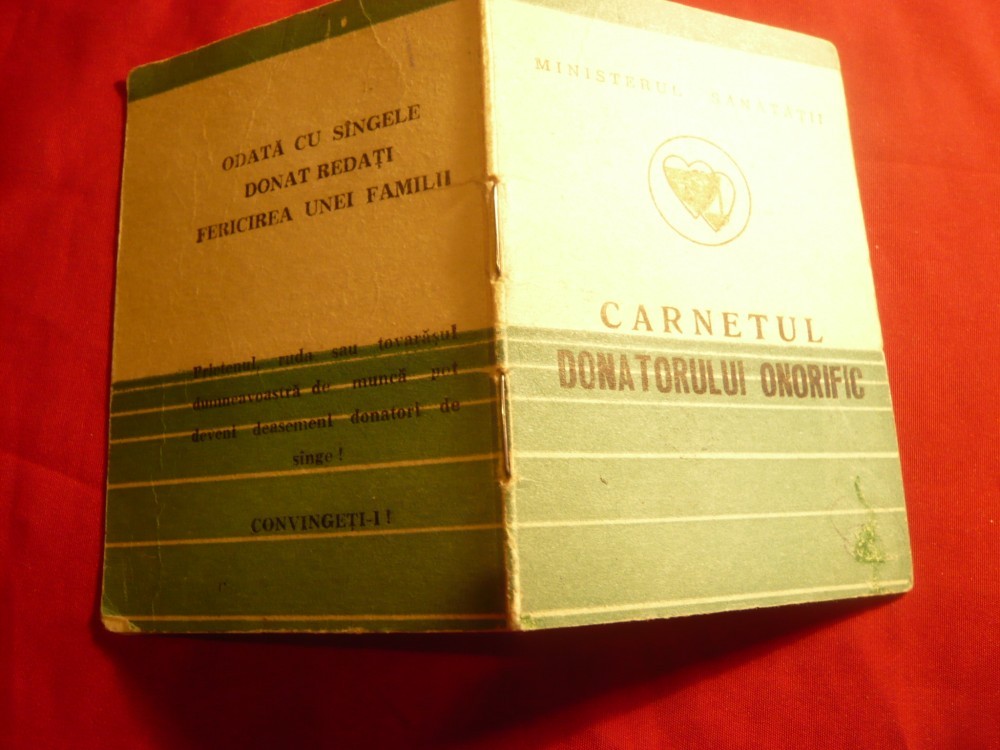 ODATĂ CU SÎNGELE
DONAT REDAȚI
FERICIREA UNEI FAMILII
Prietenul, ruda sau tovarășul
dumneavoastră de muncă pot
deveni deasemeni donatori de
sînge!
CONVINGEȚI-I!
MINISTERUL SĂNĂTĂȚII
CARNETUL
DONATORULUI ONORIFIC